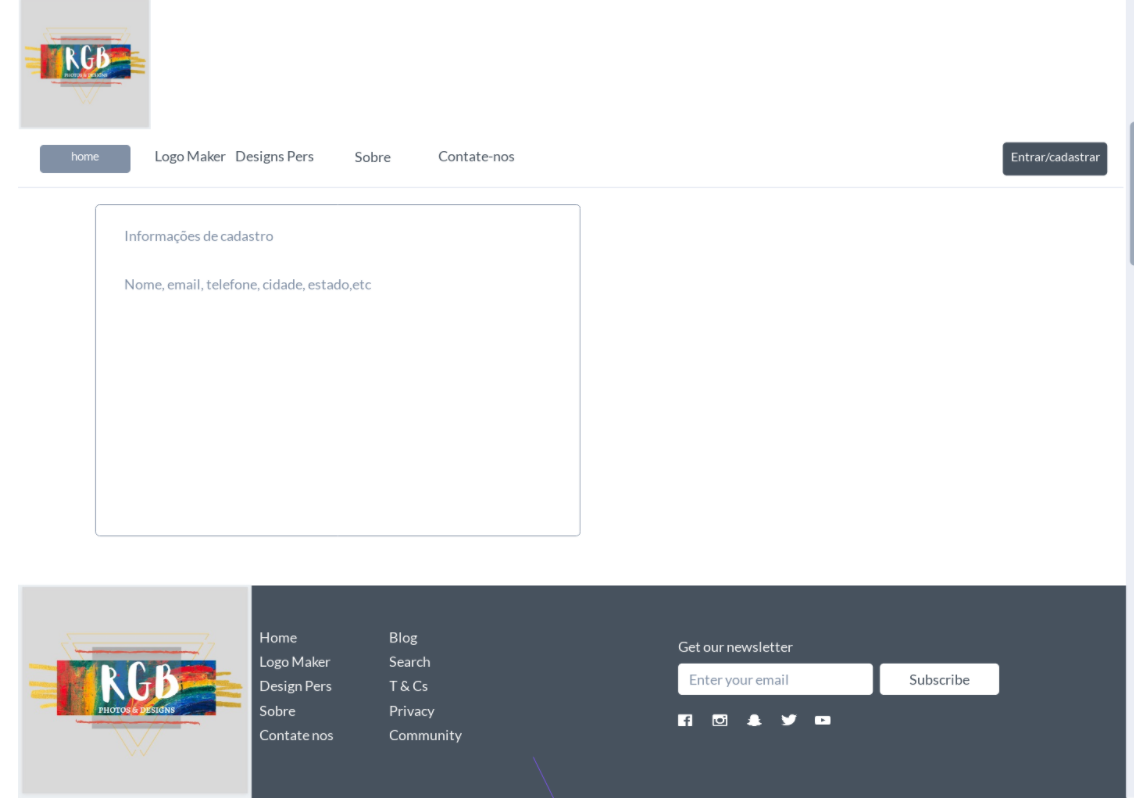 RGB
PHOTOS & DESIGNS
home
Logo Maker
Designs Pers
Sobre
Contate-nos
Entrar/cadastrar
Informações de cadastro
Nome, email, telefone, cidade, estado,etc
RGB
PHOTOS & DESIGNS
Home
Logo Maker
Design Pers
Sobre
Contate nos
Blog
Search
T & Cs
Privacy
Community
Get our newsletter
Enter your email
Subscribe